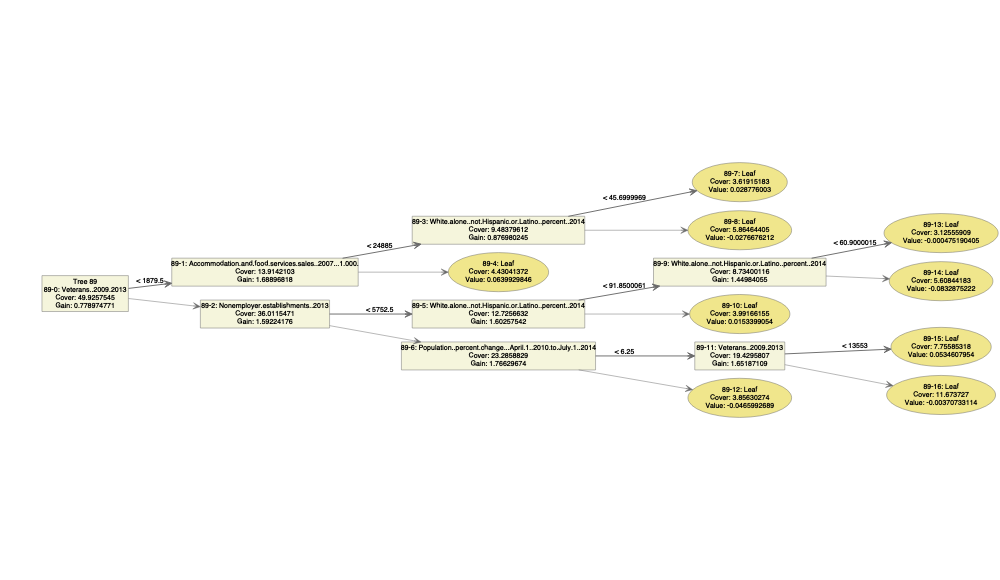 89-7: Leaf
Cover: 3.61915183
Value: 0.028776003
< 45.6999969
89-3: White.alone..not.Hispanic.or.Latino..percent..2014
Cover: 9.48379612
Gain: 0.876980245
89-8: Leaf
Cover: 5.86464405
Value: -0.0276676212
89-13: Leaf
Cover: 3.12555909
Value: -0.000475190405
< 24885
< 60.9000015
89-1: Accommodation.and.food.services.sales..2007...1.000.
Cover: 13.9142103
Gain: 1.68896818
89-4: Leaf
Cover: 4.43041372
Value: 0.0639929846
89-9: White.alone..not.Hispanic.or.Latino..percent..2014
Cover: 8.73400116
Gain: 1.44984055
89-14: Leaf
Cover: 5.60844183
Value: -0.0832875222
Tree 89
89-0: Veterans..2009.2013
Cover: 49.9257545
Gain: 0.778974771
< 1879.5
< 91.8500061
89-2: Nonemployer.establishments..2013
Cover: 36.0115471
Gain: 1.59224176
< 5752.5
89-5: White.alone..not.Hispanic.or.Latino..percent..2014
Cover: 12.7256632
Gain: 1.60257542
89-10: Leaf
Cover: 3.99166155
Value: 0.0153399054
89-6: Population..percent.change...April.1..2010.to.July.1..2014
Cover: 23.2858829
Gain: 1.76629674
< 6.25
89-11: Veterans..2009.2013
Cover: 19.4295807
Gain: 1.65187109
< 13553
89-15: Leaf
Cover: 7.75585318
Value: 0.0534607954
89-12: Leaf
Cover: 3.85630274
Value: -0.0465992689
89-16: Leaf
Cover: 11.673727
Value: -0.00370733114